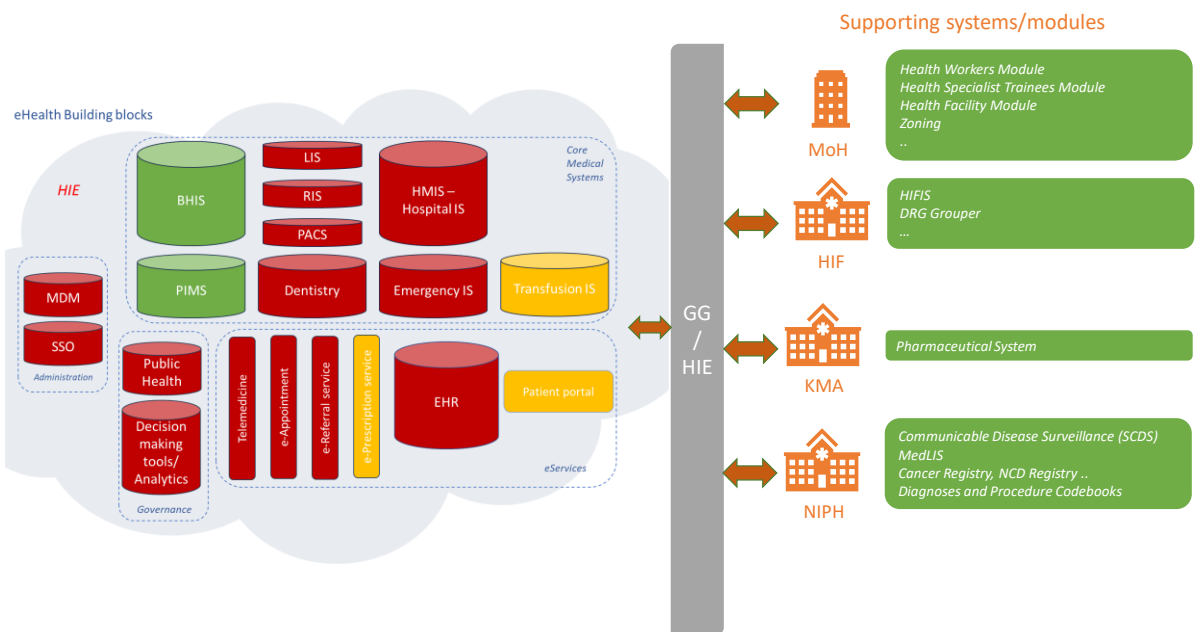 Supporting systems/modules
eHealth Building blocks
HIE
Core
Medical
Systems
BHIS
LIS
RIS
PACS
HMIS –
Hospital IS
PIMS
Dentistry
Emergency IS
Transfusion IS
MDM
SSO
Administration
Public
Health
Decision
making
tools/
Analytics
Governance
Telemedicine
e-Appointment
e-Referral service
e-Prescription service
EHR
Patient portal
eServices
GG
/
HIE
MoH
Health Workers Module
Health Specialist Trainees Module
Health Facility Module
Zoning
..
HIF
HIFIS
DRG Grouper
...
KMA
Pharmaceutical System
NIPH
Communicable Disease Surveillance (SCDS)
MedLIS
Cancer Registry, NCD Registry ..
Diagnoses and Procedure Codebooks